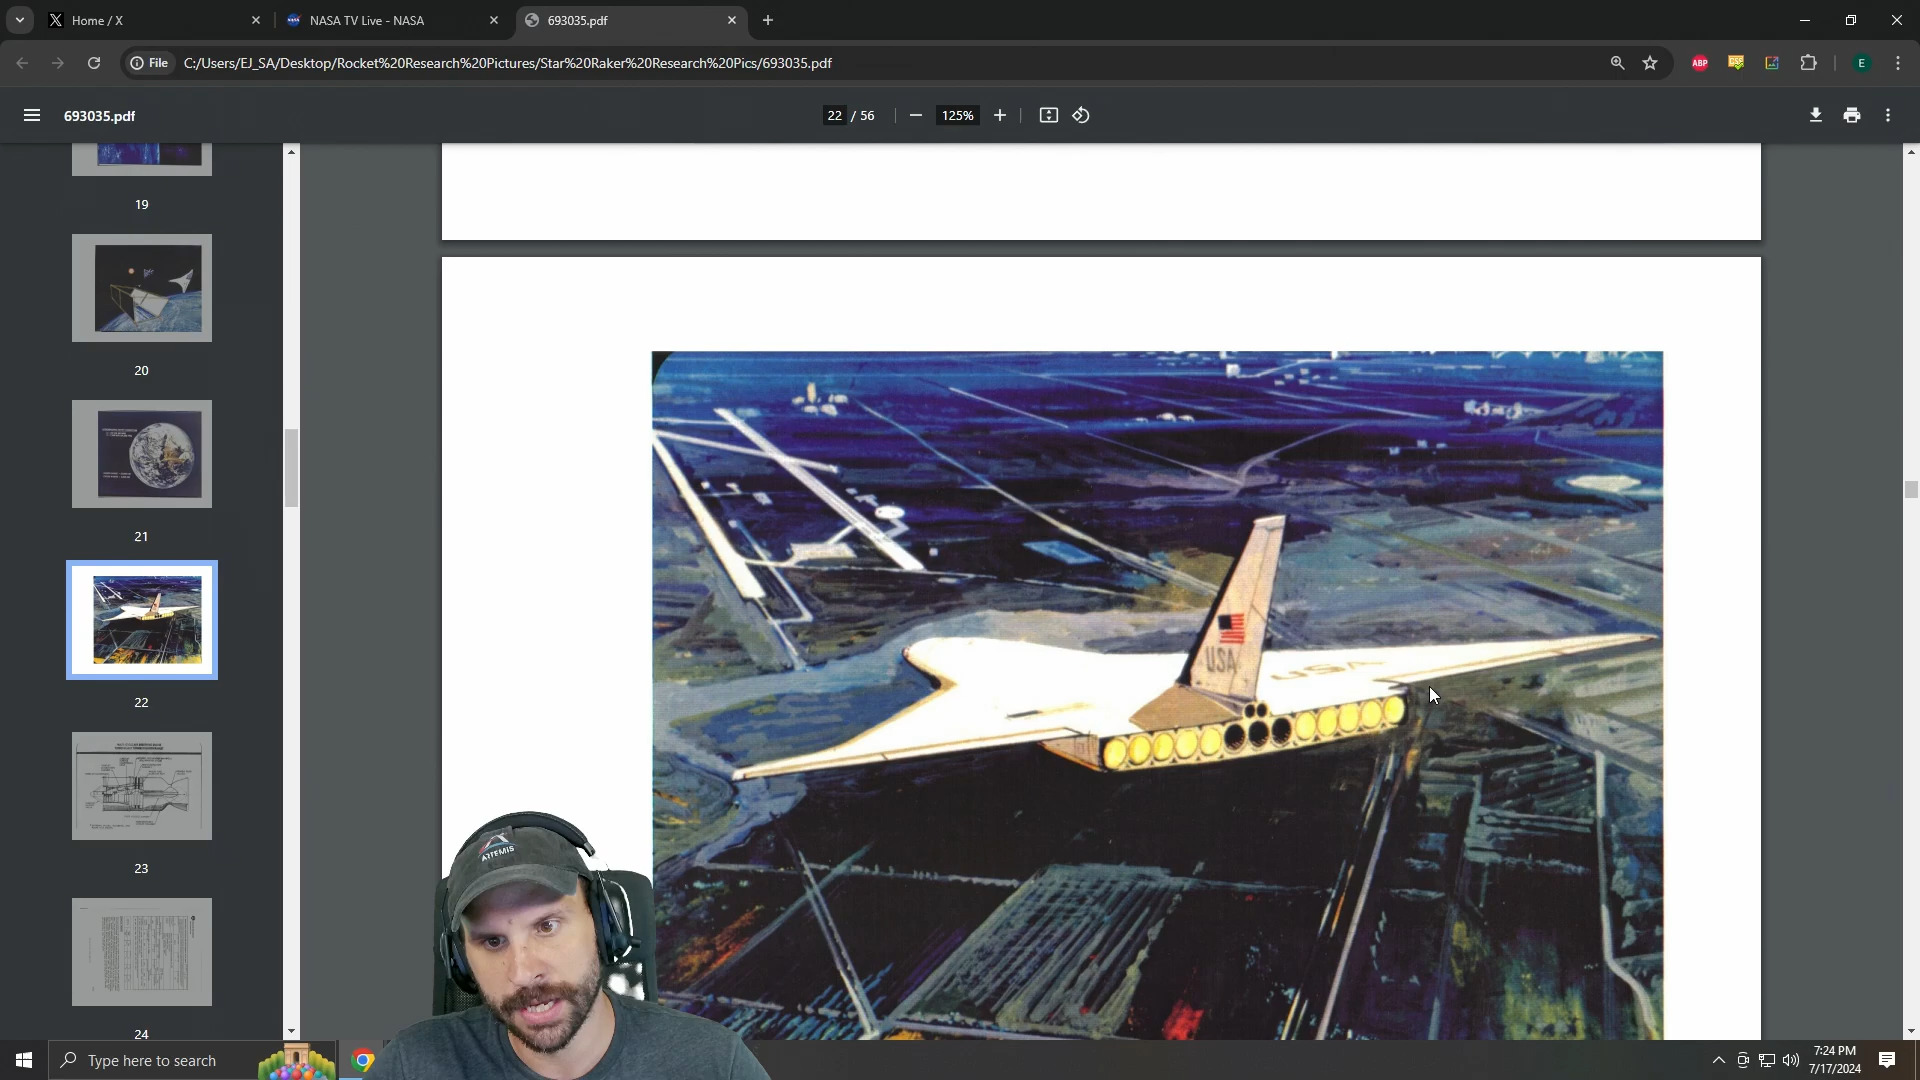 Home / X
NASA TV Live - NASA
693035.pdf
File
C:/Users/EJ_SA/Desktop/Rocket%20Research%20Pictures/Star%20Raker%20Research%20Pics/693035.pdf
ABP
E
693035.pdf
22 / 56
125%
19
20
21
22
23
24
USA
USA
ARTEMIS
Type here to search
7:24 PM
7/17/2024